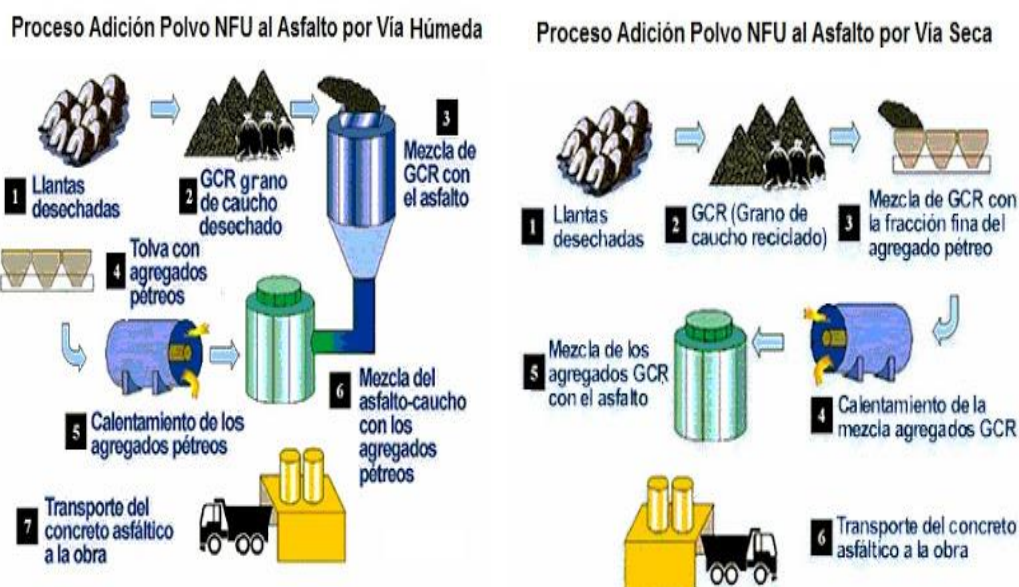 Proceso Adición Polvo NFU al Asfalto por Vía Húmeda
1 Llantas
desechadas
2 GCR grano
de caucho
desechado
3
Mezcla de
GCR con
el asfalto
4 Tolva con
agregados
pétreos
5 Calentamiento de los
agregados pétreos
6 Mezcla del
asfalto-caucho
con los
agregados
pétreos
7 Transporte del
concreto asfáltico
a la obra
Proceso Adición Polvo NFU al Asfalto por Vía Seca
1 Llantas
desechadas
2 GCR (Grano de
caucho reciclado)
3 Mezcla de GCR con
la fracción fina del
agregado pétreo
4 Calentamiento de la
mezcla agregados GCR
5 Mezcla de los
agregados GCR
con el asfalto
6 Transporte del concreto
asfáltico a la obra